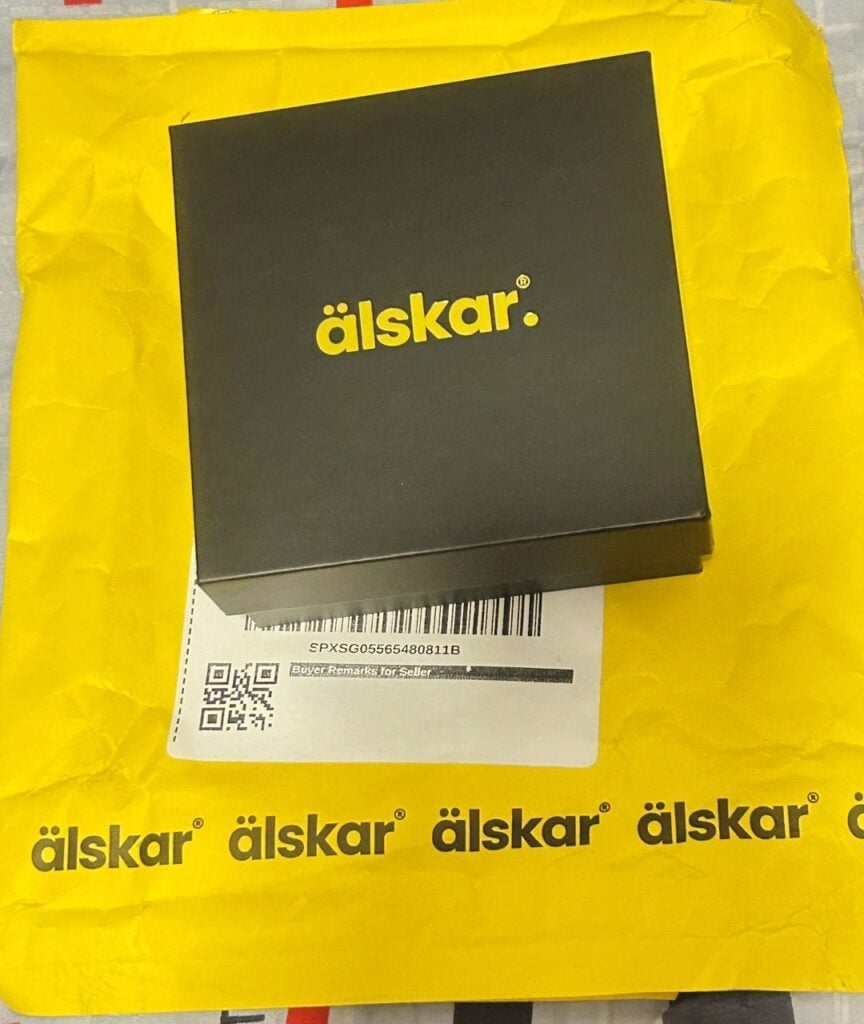 älskar®.
SPXSG05565480811B
Buyer Remarks for Seller
älskar® älskar® älskar® älskar®